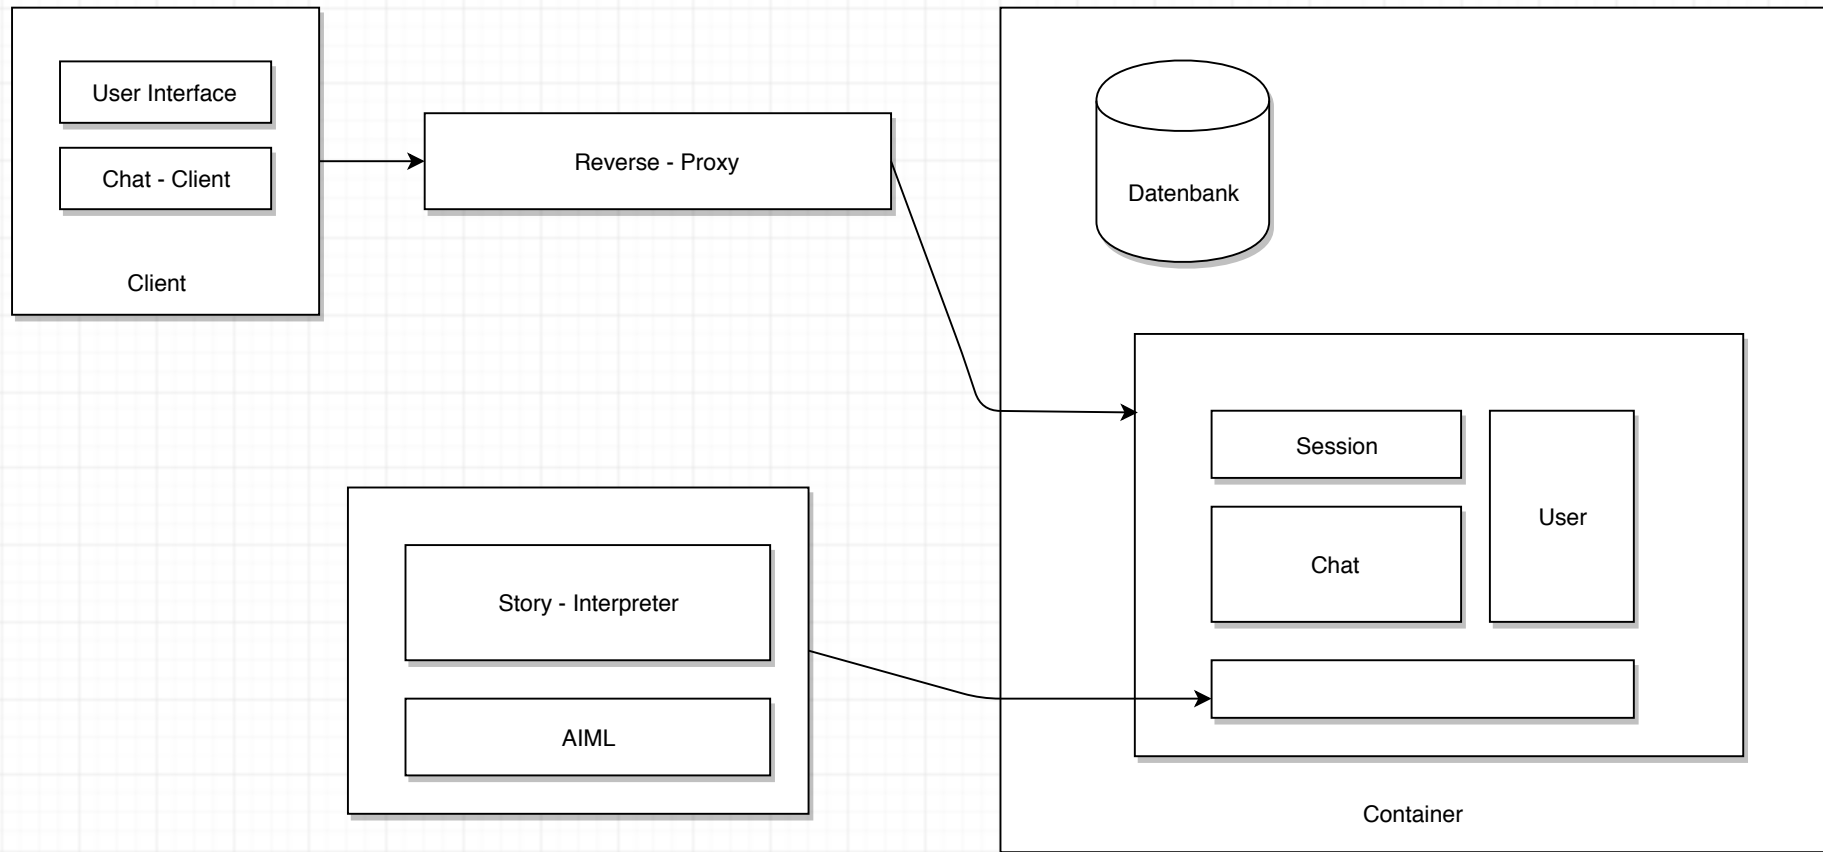 User Interface
Chat - Client
Client
Reverse - Proxy
Datenbank
Session
User
Chat
Story - Interpreter
AIML
Container